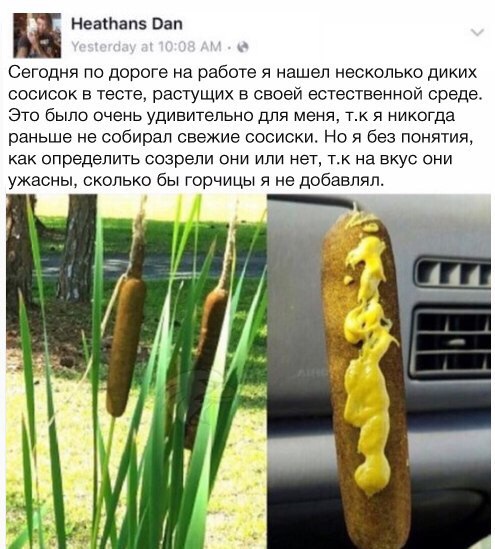 Heathans Dan
Yesterday at 10:08 AM ·
Сегодня по дороге на работе я нашел несколько диких
сосисок в тесте, растущих в своей естественной среде.
Это было очень удивительно для меня, т.к я никогда
раньше не собирал свежие сосиски. Но я без понятия,
как определить созрели они или нет, т.к на вкус они
ужасны, сколько бы горчицы я не добавлял.